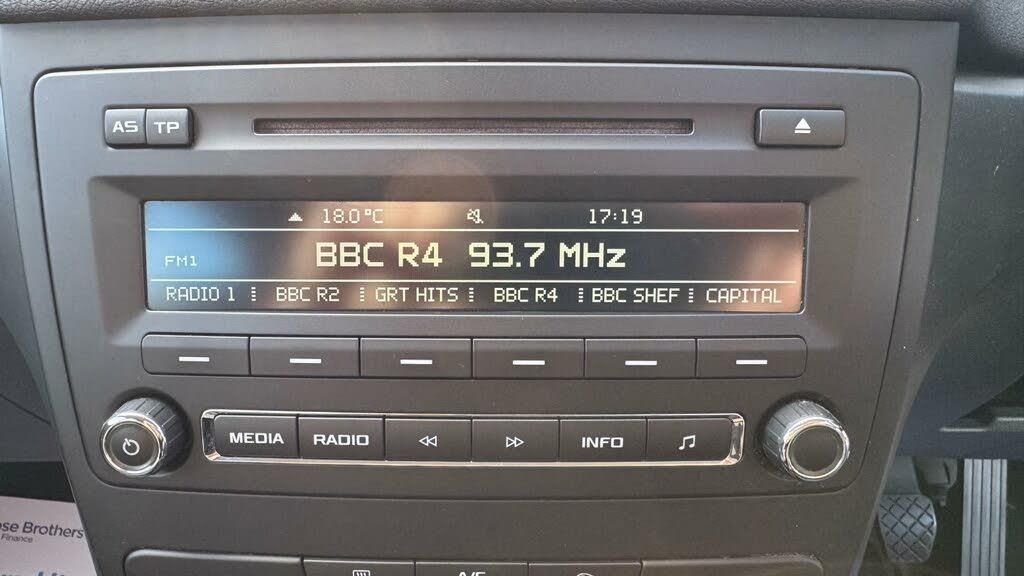 AS TP
18.0°C 17:19
FM1 BBC R4 93.7 MHz
RADIO 1 BBC R2 GRT HITS BBC R4 BBC SHEF CAPITAL
MEDIA RADIO INFO
Brothers
Finance